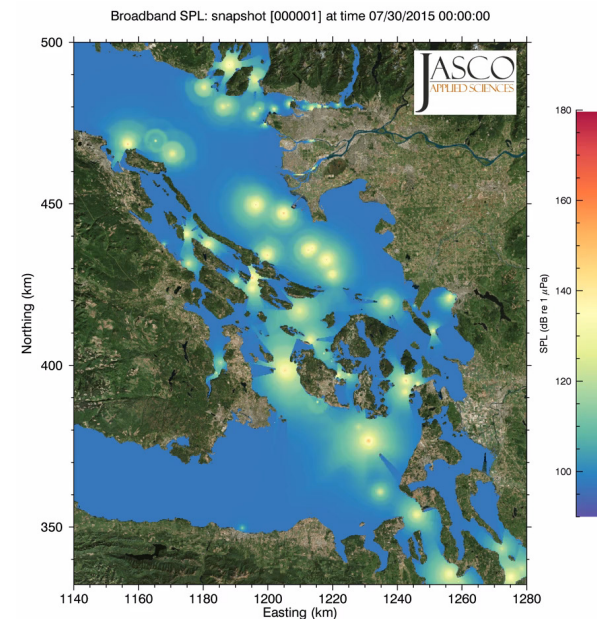 Broadband SPL: snapshot [000001] at time 07/30/2015 00:00:00
JASCO
APPLIED SCIENCES
500
450
400
350
Northing (km)
1140 1160 1180 1200 1220 1240 1260 1280
Easting (km)
180
160
140
120
100
SPL (dB re 1 μPa)